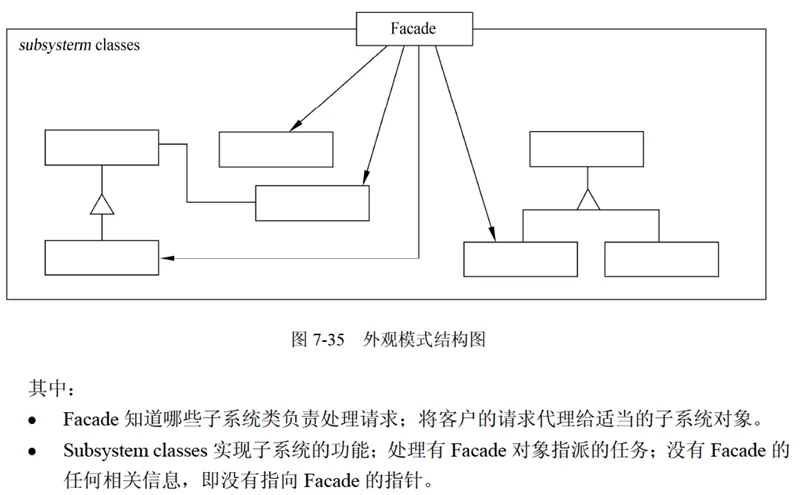 Facade
subsysterm classes
图 7-35 外观模式结构图
其中：
● Facade 知道哪些子系统类负责处理请求；将客户的请求代理给适当的子系统对象。
● Subsystem classes 实现子系统的功能；处理有 Facade 对象指派的任务；没有 Facade 的
任何相关信息，即没有指向 Facade 的指针。